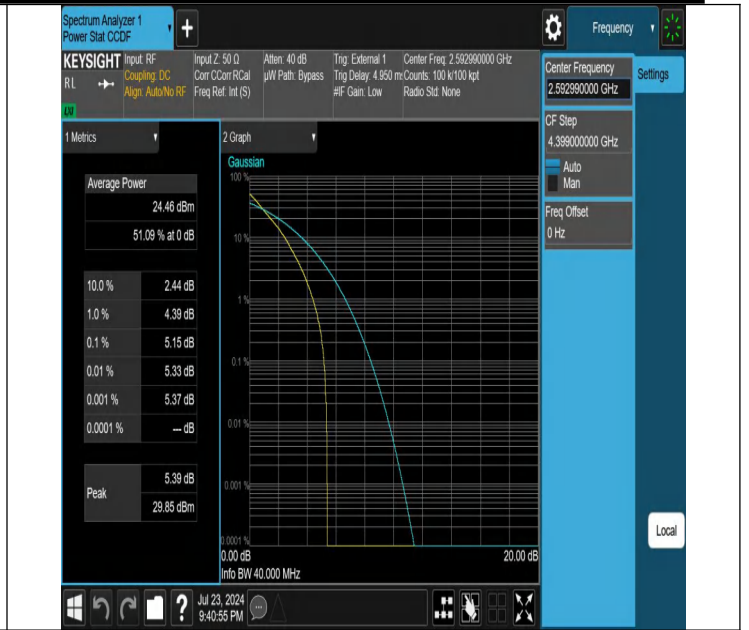 Spectrum Analyzer 1
Power Stat CCDF
+
Frequency
KEYSIGHT
RL
LXI
Input: RF
Coupling: DC
Align: Auto/No RF
Input Z: 50 Ω
Corr CCorr RCal
Freq Ref: Int (S)
Atten: 40 dB
µW Path: Bypass
Trig: External 1
Trig Delay: 4.950 ms
#IF Gain: Low
Center Freq: 2.592990000 GHz
Counts: 100 k/100 kpt
Radio Std: None
Center Frequency
2.592990000 GHz
Settings
CF Step
4.399000000 GHz
Auto
Man
Freq Offset
0 Hz
1 Metrics
Average Power
24.46 dBm
51.09 % at 0 dB
10.0 % 2.44 dB
1.0 % 4.39 dB
0.1 % 5.15 dB
0.01 % 5.33 dB
0.001 % 5.37 dB
0.0001 % --- dB
Peak
5.39 dB
29.85 dBm
2 Graph
Gaussian
100 %
10 %
1 %
0.1 %
0.01 %
0.001 %
0.0001 %
0.00 dB 20.00 dB
Info BW 40.000 MHz
Local
?
Jul 23, 2024
9:40:55 PM